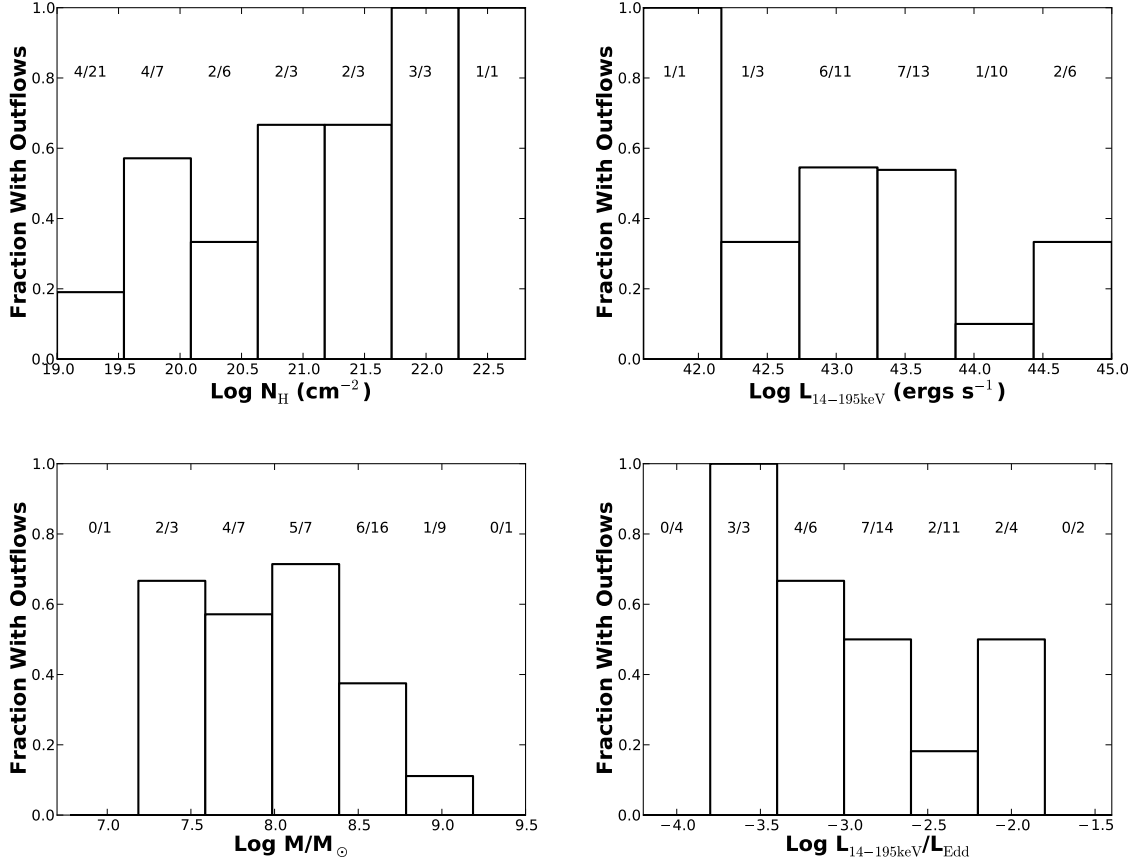 1.0
0.8
0.6
0.4
0.2
0.0
Fraction With Outflows
4/21 4/7 2/6 2/3 2/3 3/3 1/1
19.0 19.5 20.0 20.5 21.0 21.5 22.0 22.5
Log N_H (cm⁻²)
1.0
0.8
0.6
0.4
0.2
0.0
Fraction With Outflows
1/1 1/3 6/11 7/13 1/10 2/6
42.0 42.5 43.0 43.5 44.0 44.5 45.0
Log L_14−195keV (ergs s⁻¹)
1.0
0.8
0.6
0.4
0.2
0.0
Fraction With Outflows
0/1 2/3 4/7 5/7 6/16 1/9 0/1
7.0 7.5 8.0 8.5 9.0 9.5
Log M/M_⊙
1.0
0.8
0.6
0.4
0.2
0.0
Fraction With Outflows
0/4 3/3 4/6 7/14 2/11 2/4 0/2
−4.0 −3.5 −3.0 −2.5 −2.0 −1.5
Log L_14−195keV/L_Edd